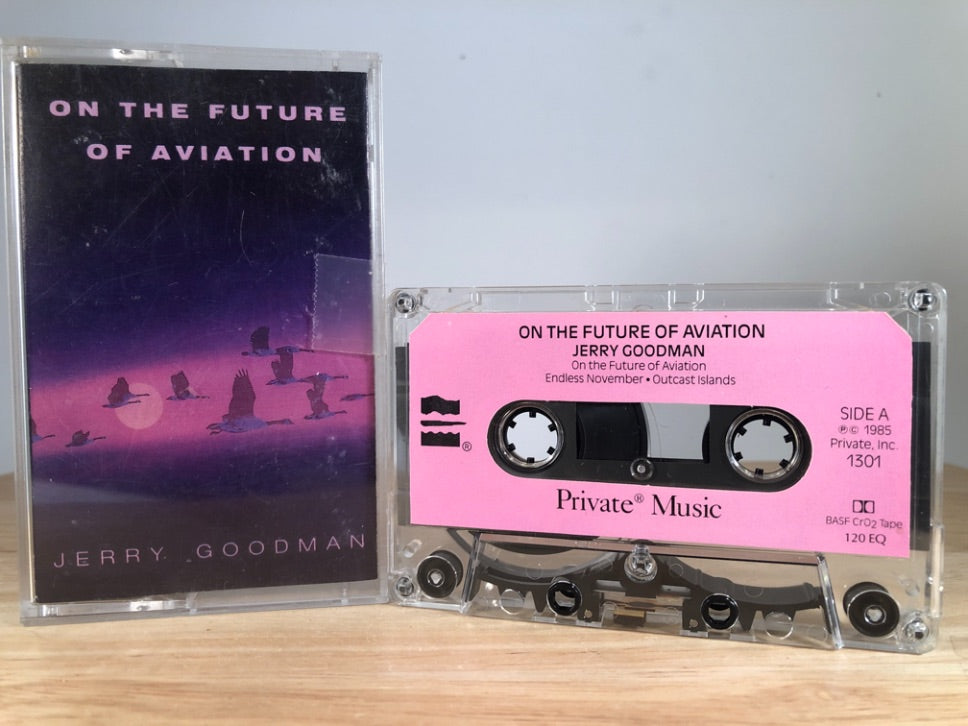 ON THE FUTURE
OF AVIATION
JERRY GOODMAN
ON THE FUTURE OF AVIATION
JERRY GOODMAN
On the Future of Aviation
Endless November • Outcast Islands
SIDE A
℗ © 1985
Private, Inc.
1301
®
Private® Music
BASF CrO2 Tape
120 EQ